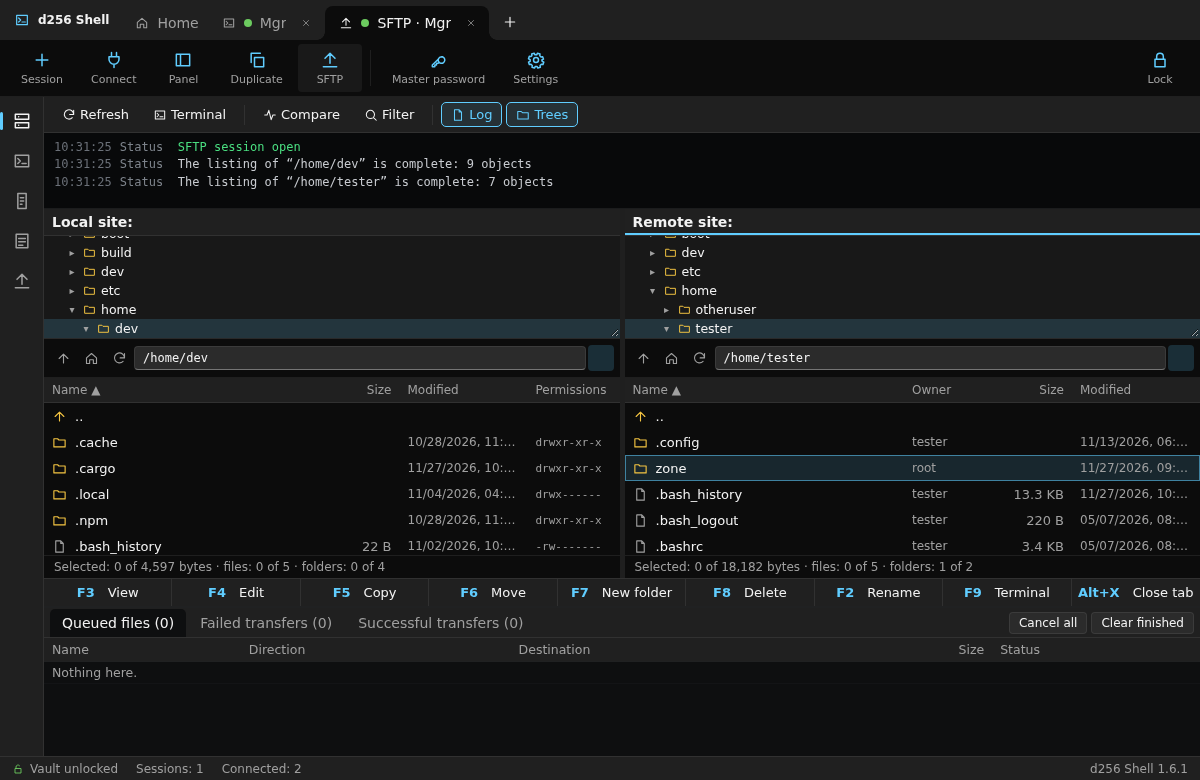 d256 Shell
Home
Mgr
SFTP · Mgr
Session
Connect
Panel
Duplicate
SFTP
Master password
Settings
Lock
Refresh
Terminal
Compare
Filter
Log
Trees
10:31:25 Status SFTP session open
10:31:25 Status The listing of “/home/dev” is complete: 9 objects
10:31:25 Status The listing of “/home/tester” is complete: 7 objects
Local site:
boot
build
dev
etc
home
dev
/home/dev
Name ▲ Size Modified Permissions
..
.cache 10/28/2026, 11:… drwxr-xr-x
.cargo 11/27/2026, 10:… drwxr-xr-x
.local 11/04/2026, 04:… drwx------
.npm 10/28/2026, 11:… drwxr-xr-x
.bash_history 22 B 11/02/2026, 10:… -rw-------
Selected: 0 of 4,597 bytes · files: 0 of 5 · folders: 0 of 4
Remote site:
boot
dev
etc
home
otheruser
tester
/home/tester
Name ▲ Owner Size Modified
..
.config tester 11/13/2026, 06:…
zone root 11/27/2026, 09:…
.bash_history tester 13.3 KB 11/27/2026, 10:…
.bash_logout tester 220 B 05/07/2026, 08:…
.bashrc tester 3.4 KB 05/07/2026, 08:…
Selected: 0 of 18,182 bytes · files: 0 of 5 · folders: 1 of 2
F3 View
F4 Edit
F5 Copy
F6 Move
F7 New folder
F8 Delete
F2 Rename
F9 Terminal
Alt+X Close tab
Queued files (0)
Failed transfers (0)
Successful transfers (0)
Cancel all
Clear finished
Name Direction Destination Size Status
Nothing here.
Vault unlocked
Sessions: 1
Connected: 2
d256 Shell 1.6.1